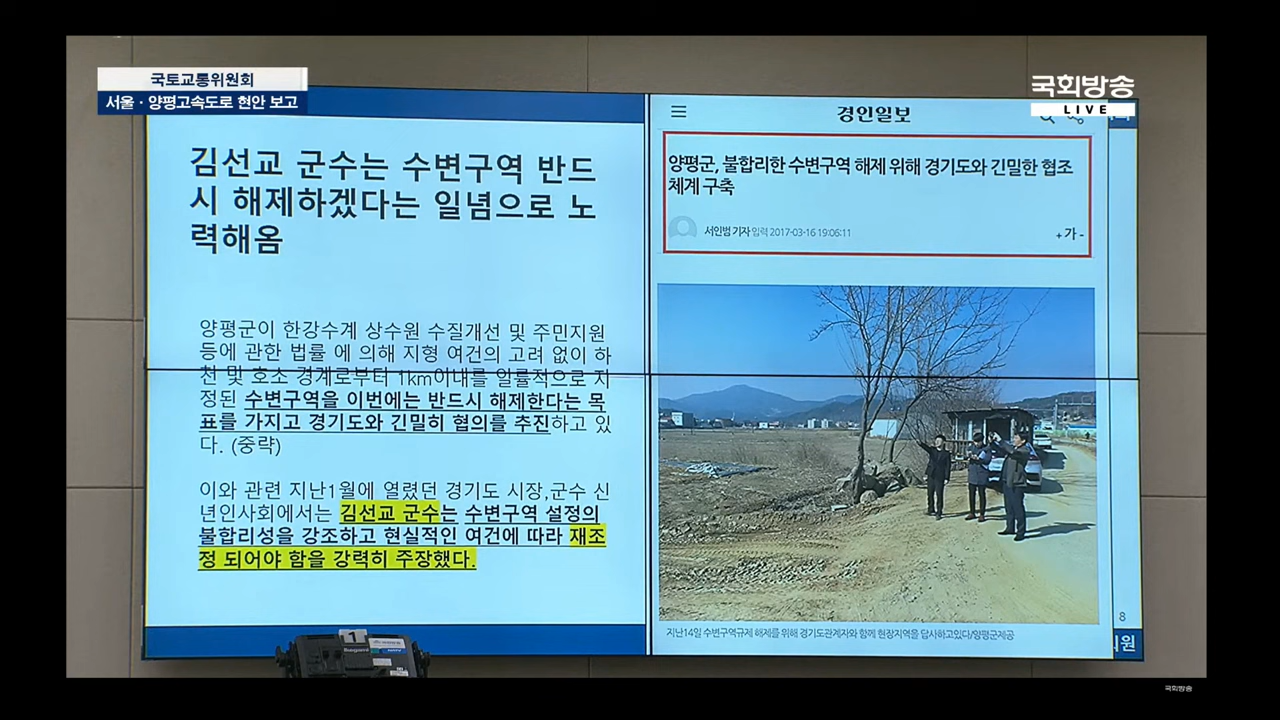 국토교통위원회
서울·양평고속도로 현안 보고
국회방송
LIVE
김선교 군수는 수변구역 반드
시 해제하겠다는 일념으로 노
력해옴
양평군이 한강수계 상수원 수질개선 및 주민지원
등에 관한 법률 에 의해 지형 여건의 고려 없이 하
천 및 호소 경계로부터 1km이내를 일률적으로 지
정된 수변구역을 이번에는 반드시 해제한다는 목
표를 가지고 경기도와 긴밀히 협의를 추진하고 있
다. (중략)
이와 관련 지난1월에 열렸던 경기도 시장,군수 신
년인사회에서는 김선교 군수는 수변구역 설정의
불합리성을 강조하고 현실적인 여건에 따라 재조
정 되어야 함을 강력히 주장했다.
경인일보
양평군, 불합리한 수변구역 해제 위해 경기도와 긴밀한 협조
체계 구축
서인범 기자 입력 2017-03-16 19:06:11
+가-
지난14일 수변구역규제 해제를 위해 경기도관계자와 함께 현장지역을 답사하고있다/양평군제공
8
의원
1
Ikegami
국회방송